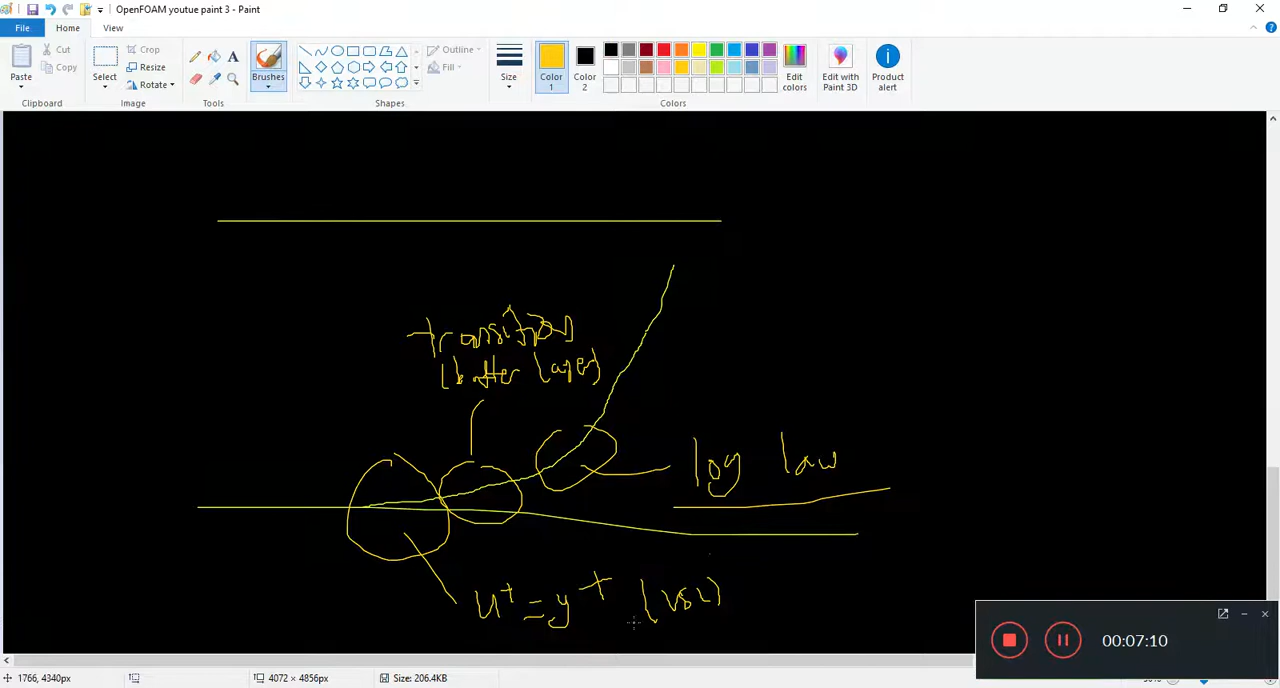 OpenFOAM youtue paint 3 - Paint
File Home View
Paste
Cut
Copy
Clipboard
Select
Crop
Resize
Rotate
Image
Tools
Brushes
Outline
Fill
Shapes
Size
Color 1
Color 2
Colors
Edit colors
Edit with Paint 3D
Product alert
transition
(buffer layer)
log law
u+ = y+ (VSL)
00:07:10
1766, 4340px
4072 × 4856px
Size: 206.4KB